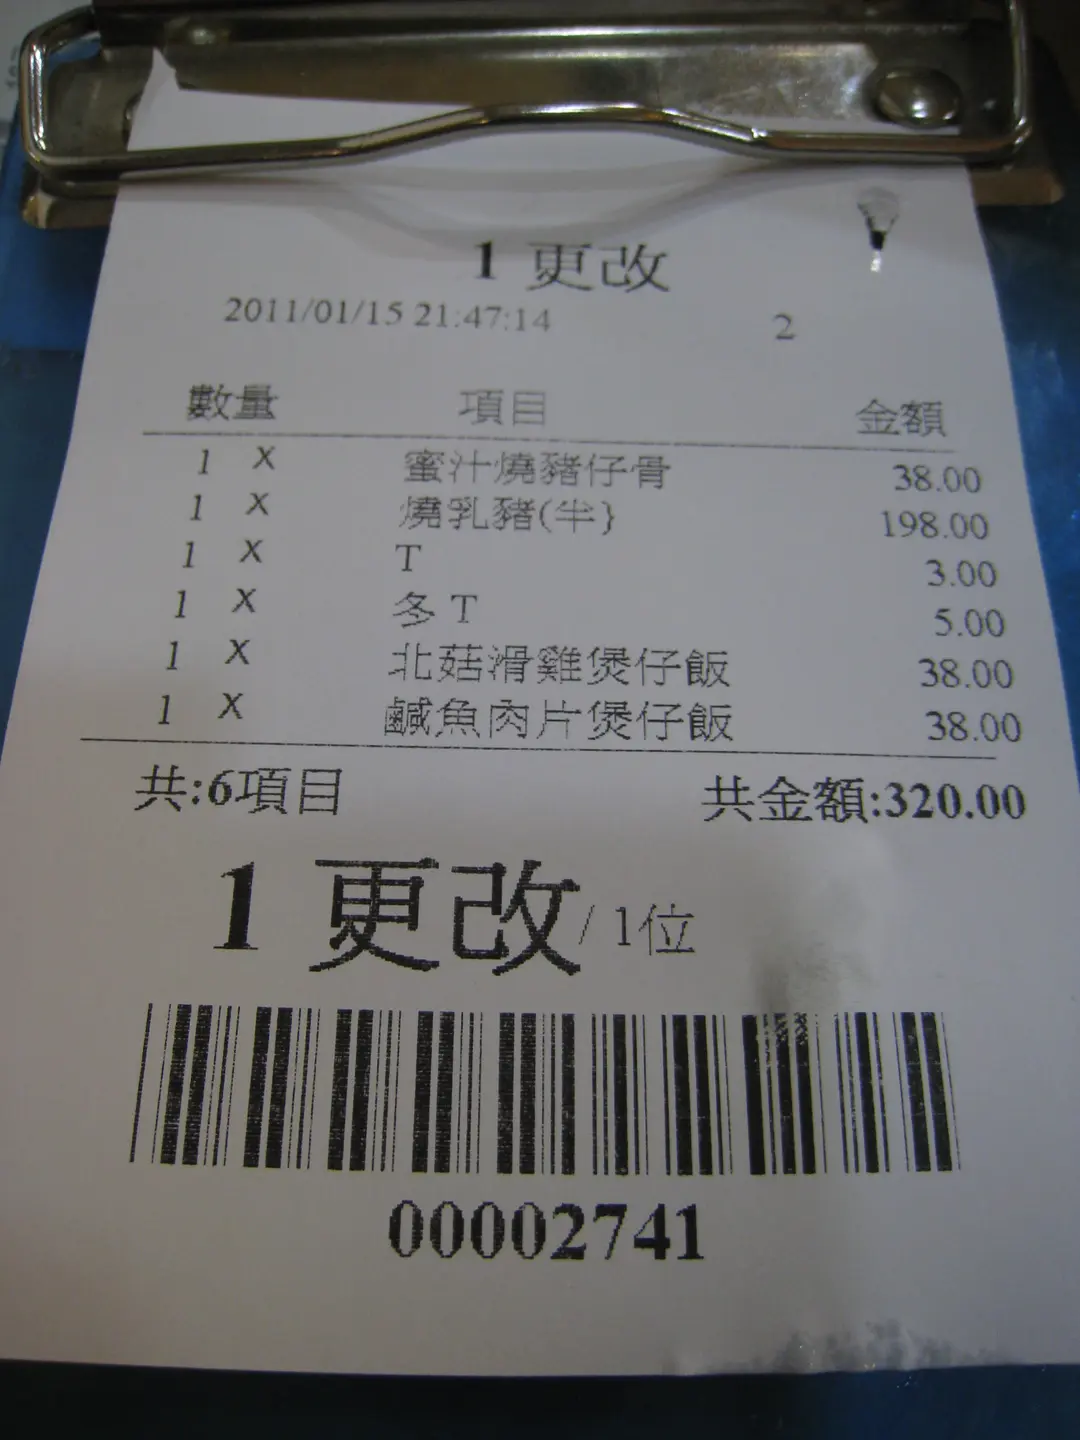 1 更改
2011/01/15 21:47:14 2
數量 項目 金額
1 X 蜜汁燒豬仔骨 38.00
1 X 燒乳豬(半} 198.00
1 X T 3.00
1 X 冬T 5.00
1 X 北菇滑雞煲仔飯 38.00
1 X 鹹魚肉片煲仔飯 38.00
共:6項目 共金額:320.00
1 更改/ 1位
00002741